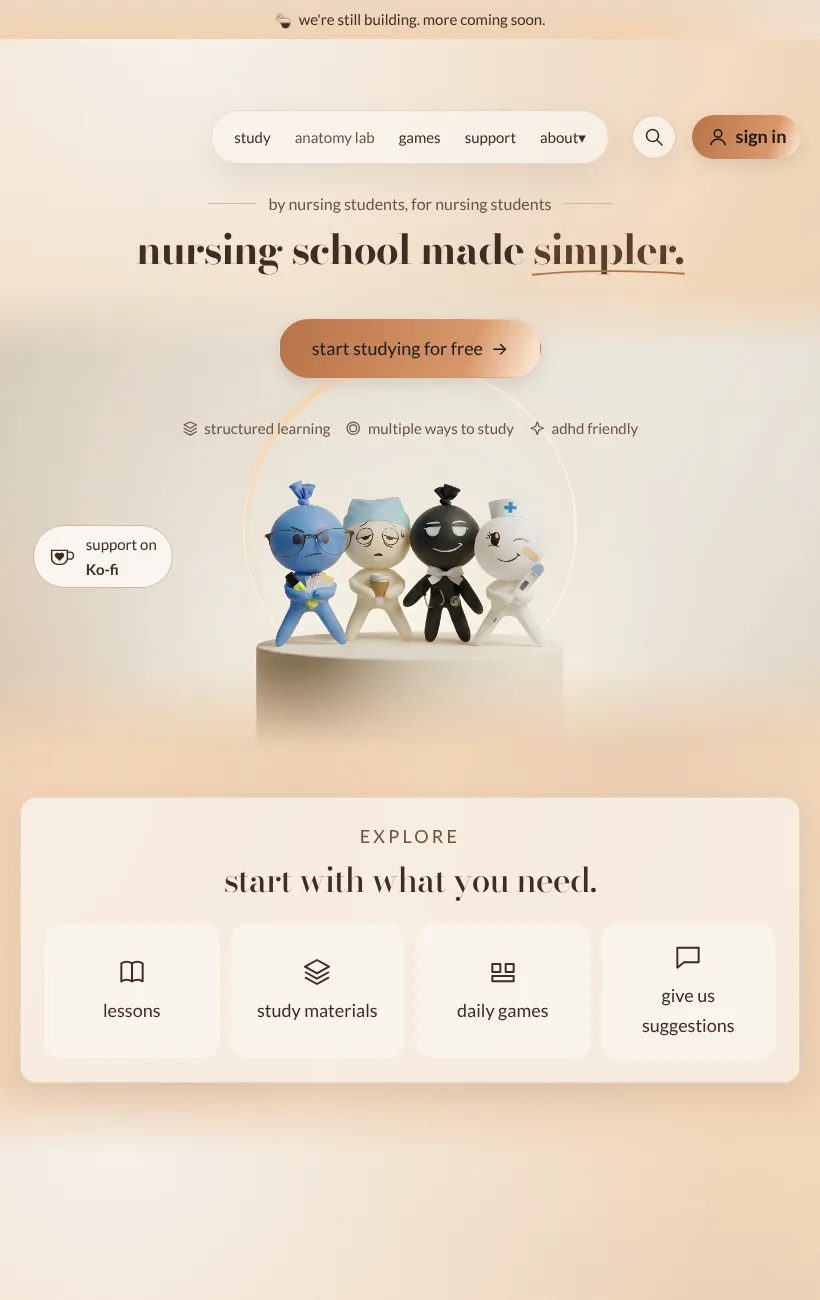 we're still building. more coming soon.
study anatomy lab games support about▾
sign in
by nursing students, for nursing students
nursing school made simpler.
start studying for free →
structured learning multiple ways to study adhd friendly
support on
Ko-fi
EXPLORE
start with what you need.
lessons
study materials
daily games
give us
suggestions